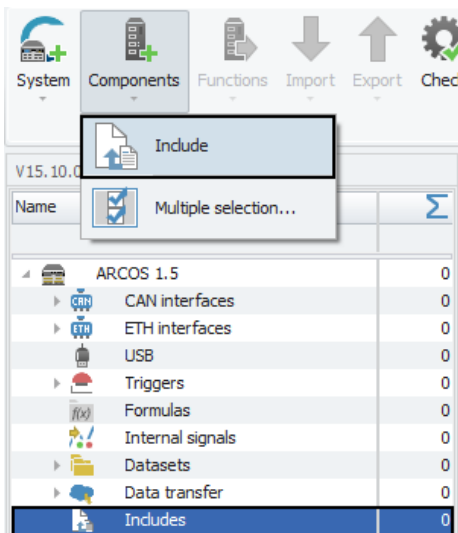 System Components Functions Import Export Chec
Include
V15.10.0
Multiple selection...
Name Σ
ARCOS 1.5 0
CAN CAN interfaces 0
ETH ETH interfaces 0
USB 0
Triggers 0
f(x) Formulas 0
Internal signals 0
Datasets 0
Data transfer 0
Includes 0